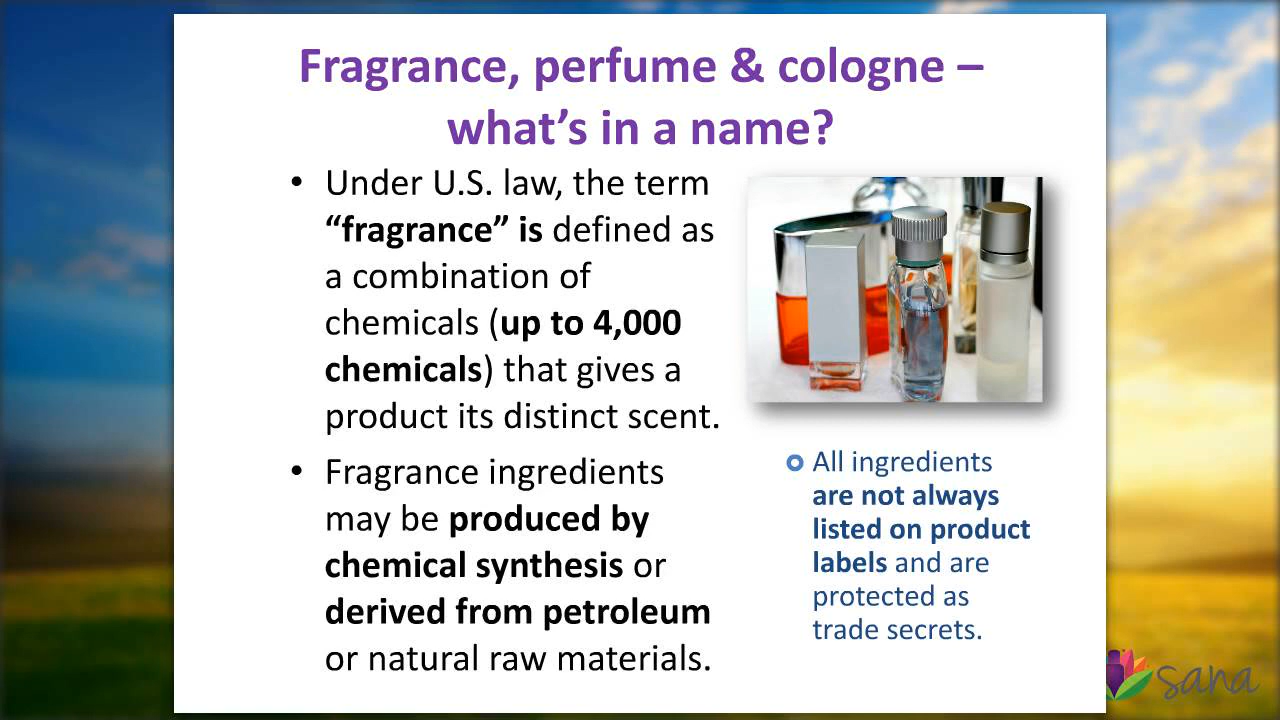 Fragrance, perfume & cologne –
what’s in a name?
• Under U.S. law, the term
“fragrance” is defined as
a combination of
chemicals (up to 4,000
chemicals) that gives a
product its distinct scent.
• Fragrance ingredients
may be produced by
chemical synthesis or
derived from petroleum
or natural raw materials.
All ingredients
are not always
listed on product
labels and are
protected as
trade secrets.
sana